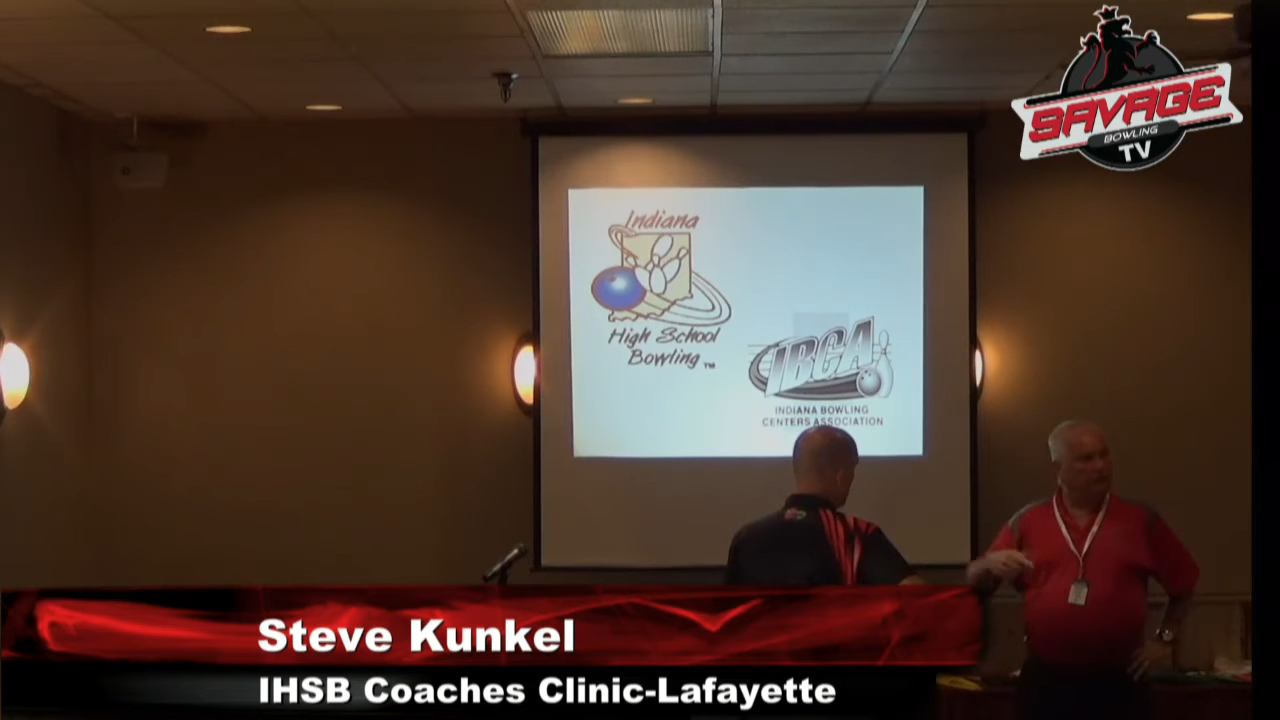 SAVAGE
BOWLING
TV
Indiana
High School
Bowling TM
IBCA
INDIANA BOWLING
CENTERS ASSOCIATION
Steve Kunkel
IHSB Coaches Clinic-Lafayette